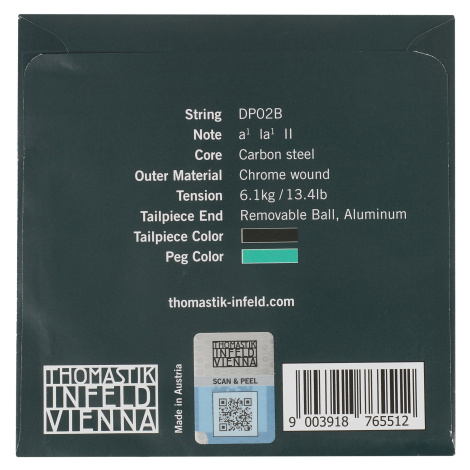 String DP02B
Note a¹ la¹ II
Core Carbon steel
Outer Material Chrome wound
Tension 6.1kg / 13.4lb
Tailpiece End Removable Ball, Aluminum
Tailpiece Color
Peg Color
thomastik-infeld.com
THOMASTIK
INFELD
VIENNA
Made in Austria
THOMASTIK
INFELD
VIENNA
SCAN & PEEL
9 003918 765512